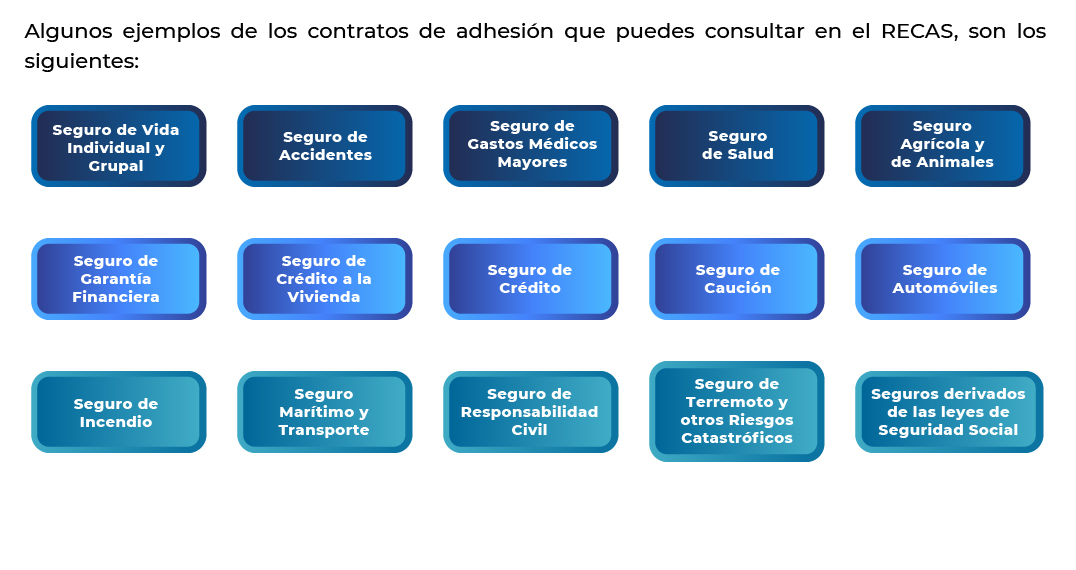 Algunos ejemplos de los contratos de adhesión que puedes consultar en el RECAS, son los
siguientes:
Seguro de Vida
Individual y
Grupal
Seguro de
Accidentes
Seguro de
Gastos Médicos
Mayores
Seguro
de Salud
Seguro
Agrícola y
de Animales
Seguro de
Garantía
Financiera
Seguro de
Crédito a la
Vivienda
Seguro de
Crédito
Seguro de
Caución
Seguro de
Automóviles
Seguro de
Incendio
Seguro
Marítimo y
Transporte
Seguro de
Responsabilidad
Civil
Seguro de
Terremoto y
otros Riesgos
Catastróficos
Seguros derivados
de las leyes de
Seguridad Social